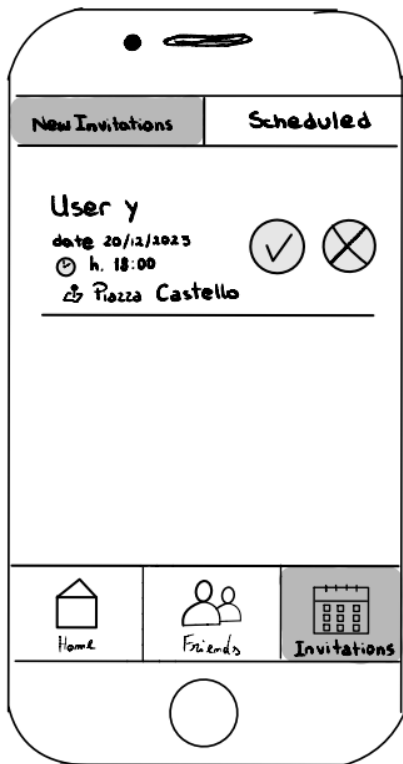 New Invitations
Scheduled
User y
date 20/12/2023
h. 18:00
Piazza Castello
Home
Friends
Invitations